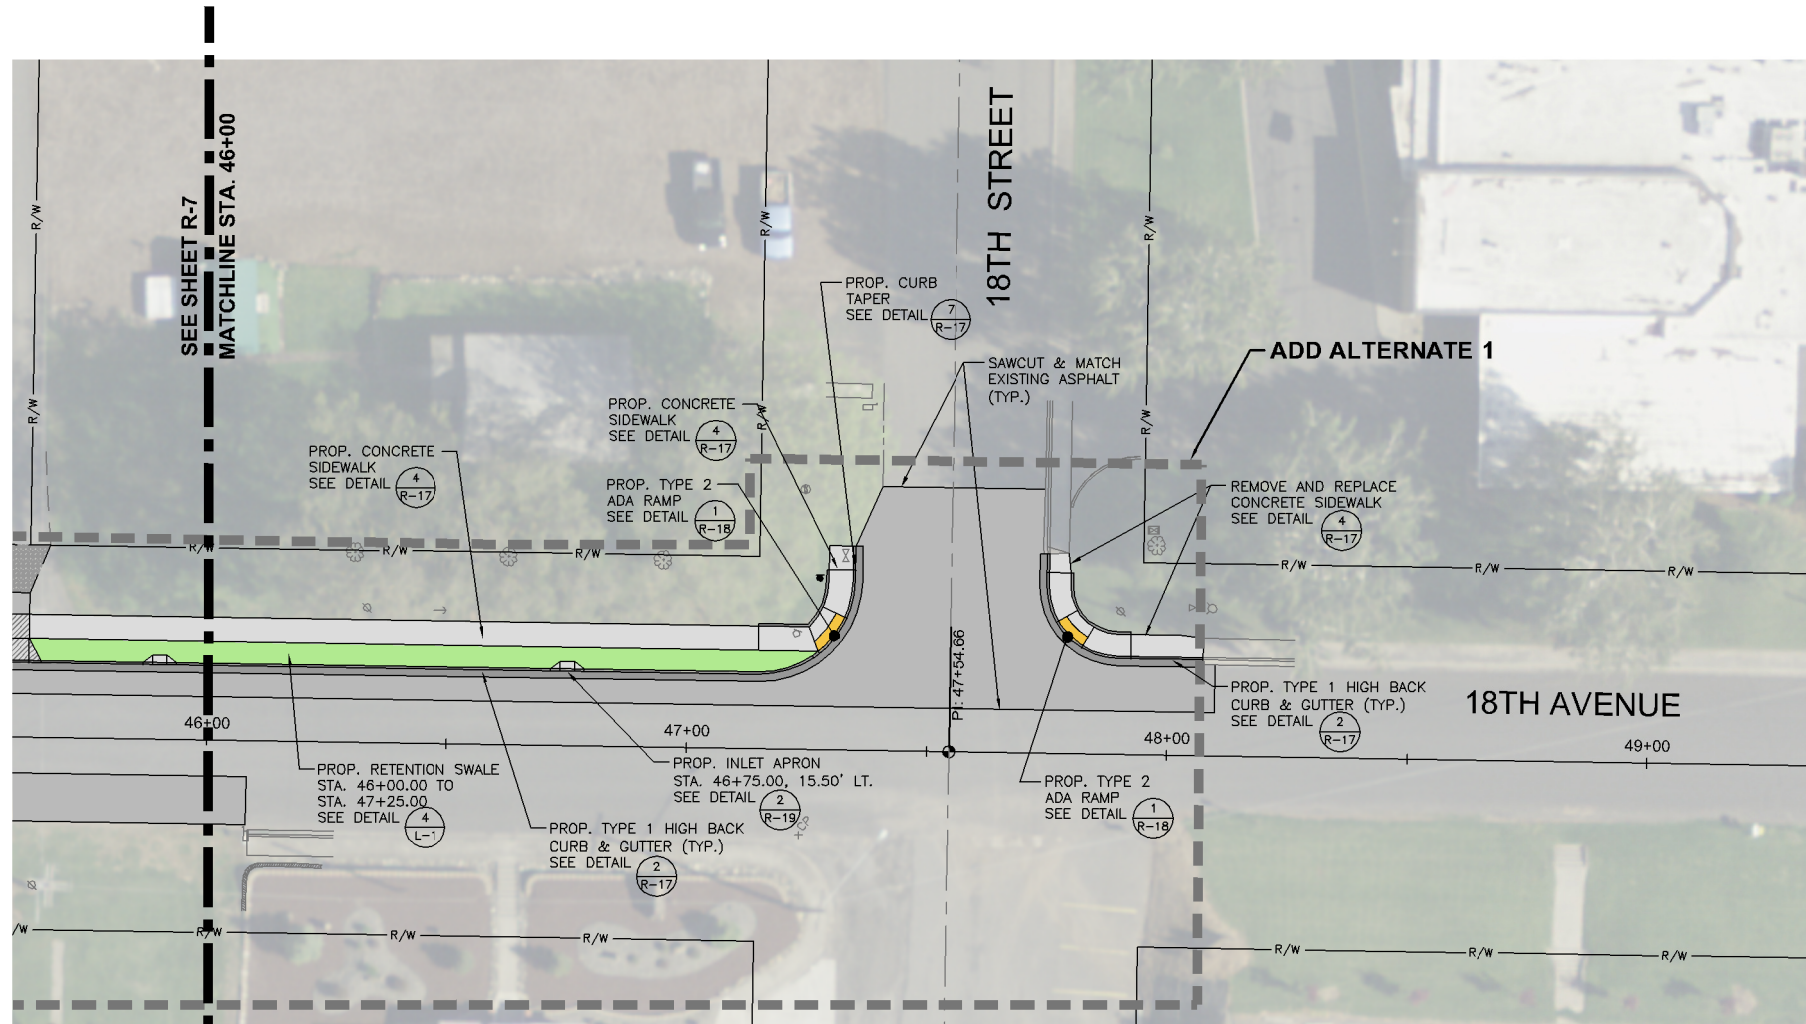 SEE SHEET R-7
MATCHLINE STA. 46+00
18TH STREET
PROP. CURB
TAPER
SEE DETAIL
7
R-17
SAWCUT & MATCH
EXISTING ASPHALT
(TYP.)
ADD ALTERNATE 1
PROP. CONCRETE
SIDEWALK
SEE DETAIL
4
R-17
PROP. CONCRETE
SIDEWALK
SEE DETAIL
4
R-17
PROP. TYPE 2
ADA RAMP
SEE DETAIL
1
R-18
REMOVE AND REPLACE
CONCRETE SIDEWALK
SEE DETAIL
4
R-17
R/W
R/W
R/W
R/W
R/W
R/W
R/W
R/W
R/W
R/W
R/W
R/W
PI: 47+54.66
PROP. TYPE 1 HIGH BACK
CURB & GUTTER (TYP.)
SEE DETAIL
2
R-17
18TH AVENUE
46+00
47+00
48+00
49+00
PROP. RETENTION SWALE
STA. 46+00.00 TO
STA. 47+25.00
SEE DETAIL
4
L-1
PROP. INLET APRON
STA. 46+75.00, 15.50' LT.
SEE DETAIL
2
R-19
PROP. TYPE 2
ADA RAMP
SEE DETAIL
1
R-18
PROP. TYPE 1 HIGH BACK
CURB & GUTTER (TYP.)
SEE DETAIL
2
R-17
CP
/W
R/W
R/W
R/W
R/W
R/W
R/W